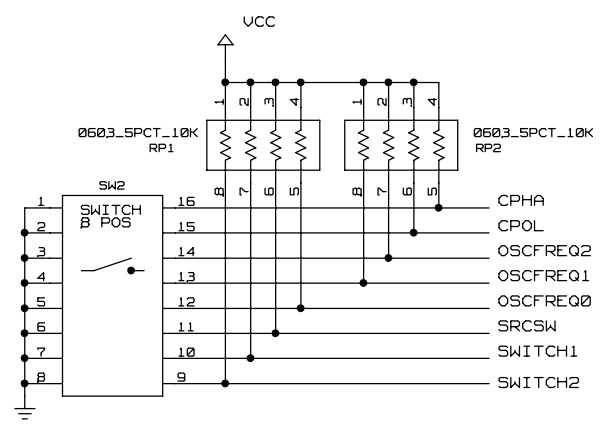 VCC
1 2 3 4 1 2 3 4
0603_5PCT_10K
RP1
0603_5PCT_10K
RP2
8 7 6 5 8 7 6 5
SW2
1 16 CPHA
SWITCH
8 POS
2 15 CPOL
3 14 OSCFREQ2
4 13 OSCFREQ1
5 12 OSCFREQ0
6 11 SRCSW
7 10 SWITCH1
8 9 SWITCH2